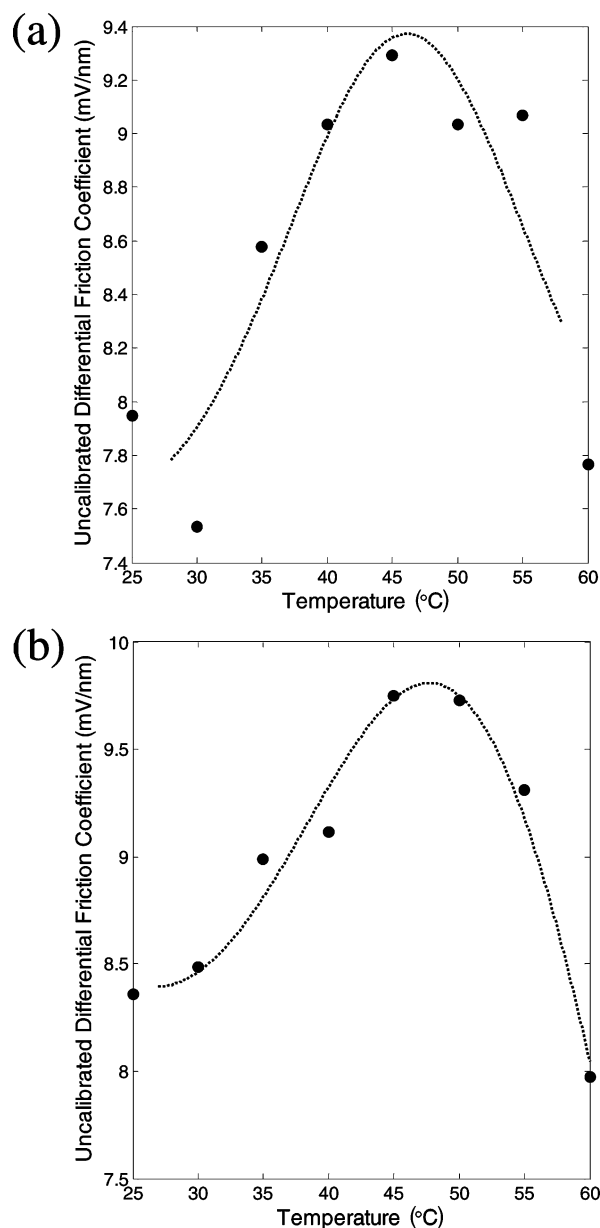 (a)
Uncalibrated Differential Friction Coefficient (mV/nm)
9.4
9.2
9
8.8
8.6
8.4
8.2
8
7.8
7.6
7.4
25 30 35 40 45 50 55 60
Temperature (°C)
(b)
Uncalibrated Differential Friction Coefficient (mV/nm)
10
9.5
9
8.5
8
7.5
25 30 35 40 45 50 55 60
Temperature (°C)